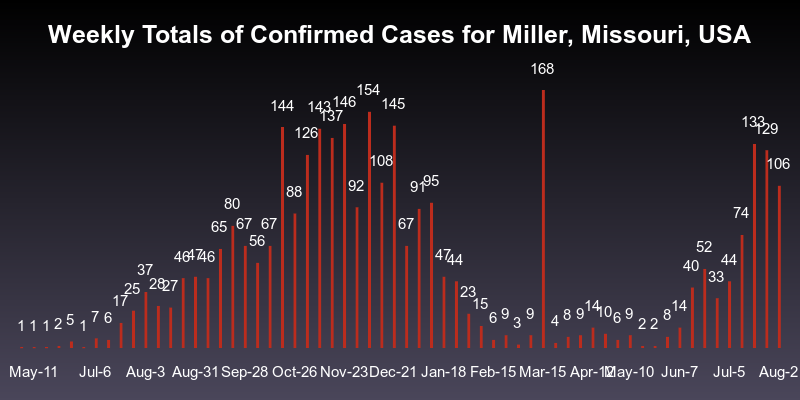 Weekly Totals of Confirmed Cases for Miller, Missouri, USA
1 1 1 2 5 1 7 6 17 25 37 28 27 46 47 46 65 80 67 56 67 144 88 126 143 137 146 92 154 108 145 67 91 95 47 44 23 15 6 9 3 9 168 4 8 9 14 10 6 9 2 2 8 14 40 52 33 44 74 133 129 106
May-11 Jul-6 Aug-3 Aug-31 Sep-28 Oct-26 Nov-23 Dec-21 Jan-18 Feb-15 Mar-15 Apr-12 May-10 Jun-7 Jul-5 Aug-2